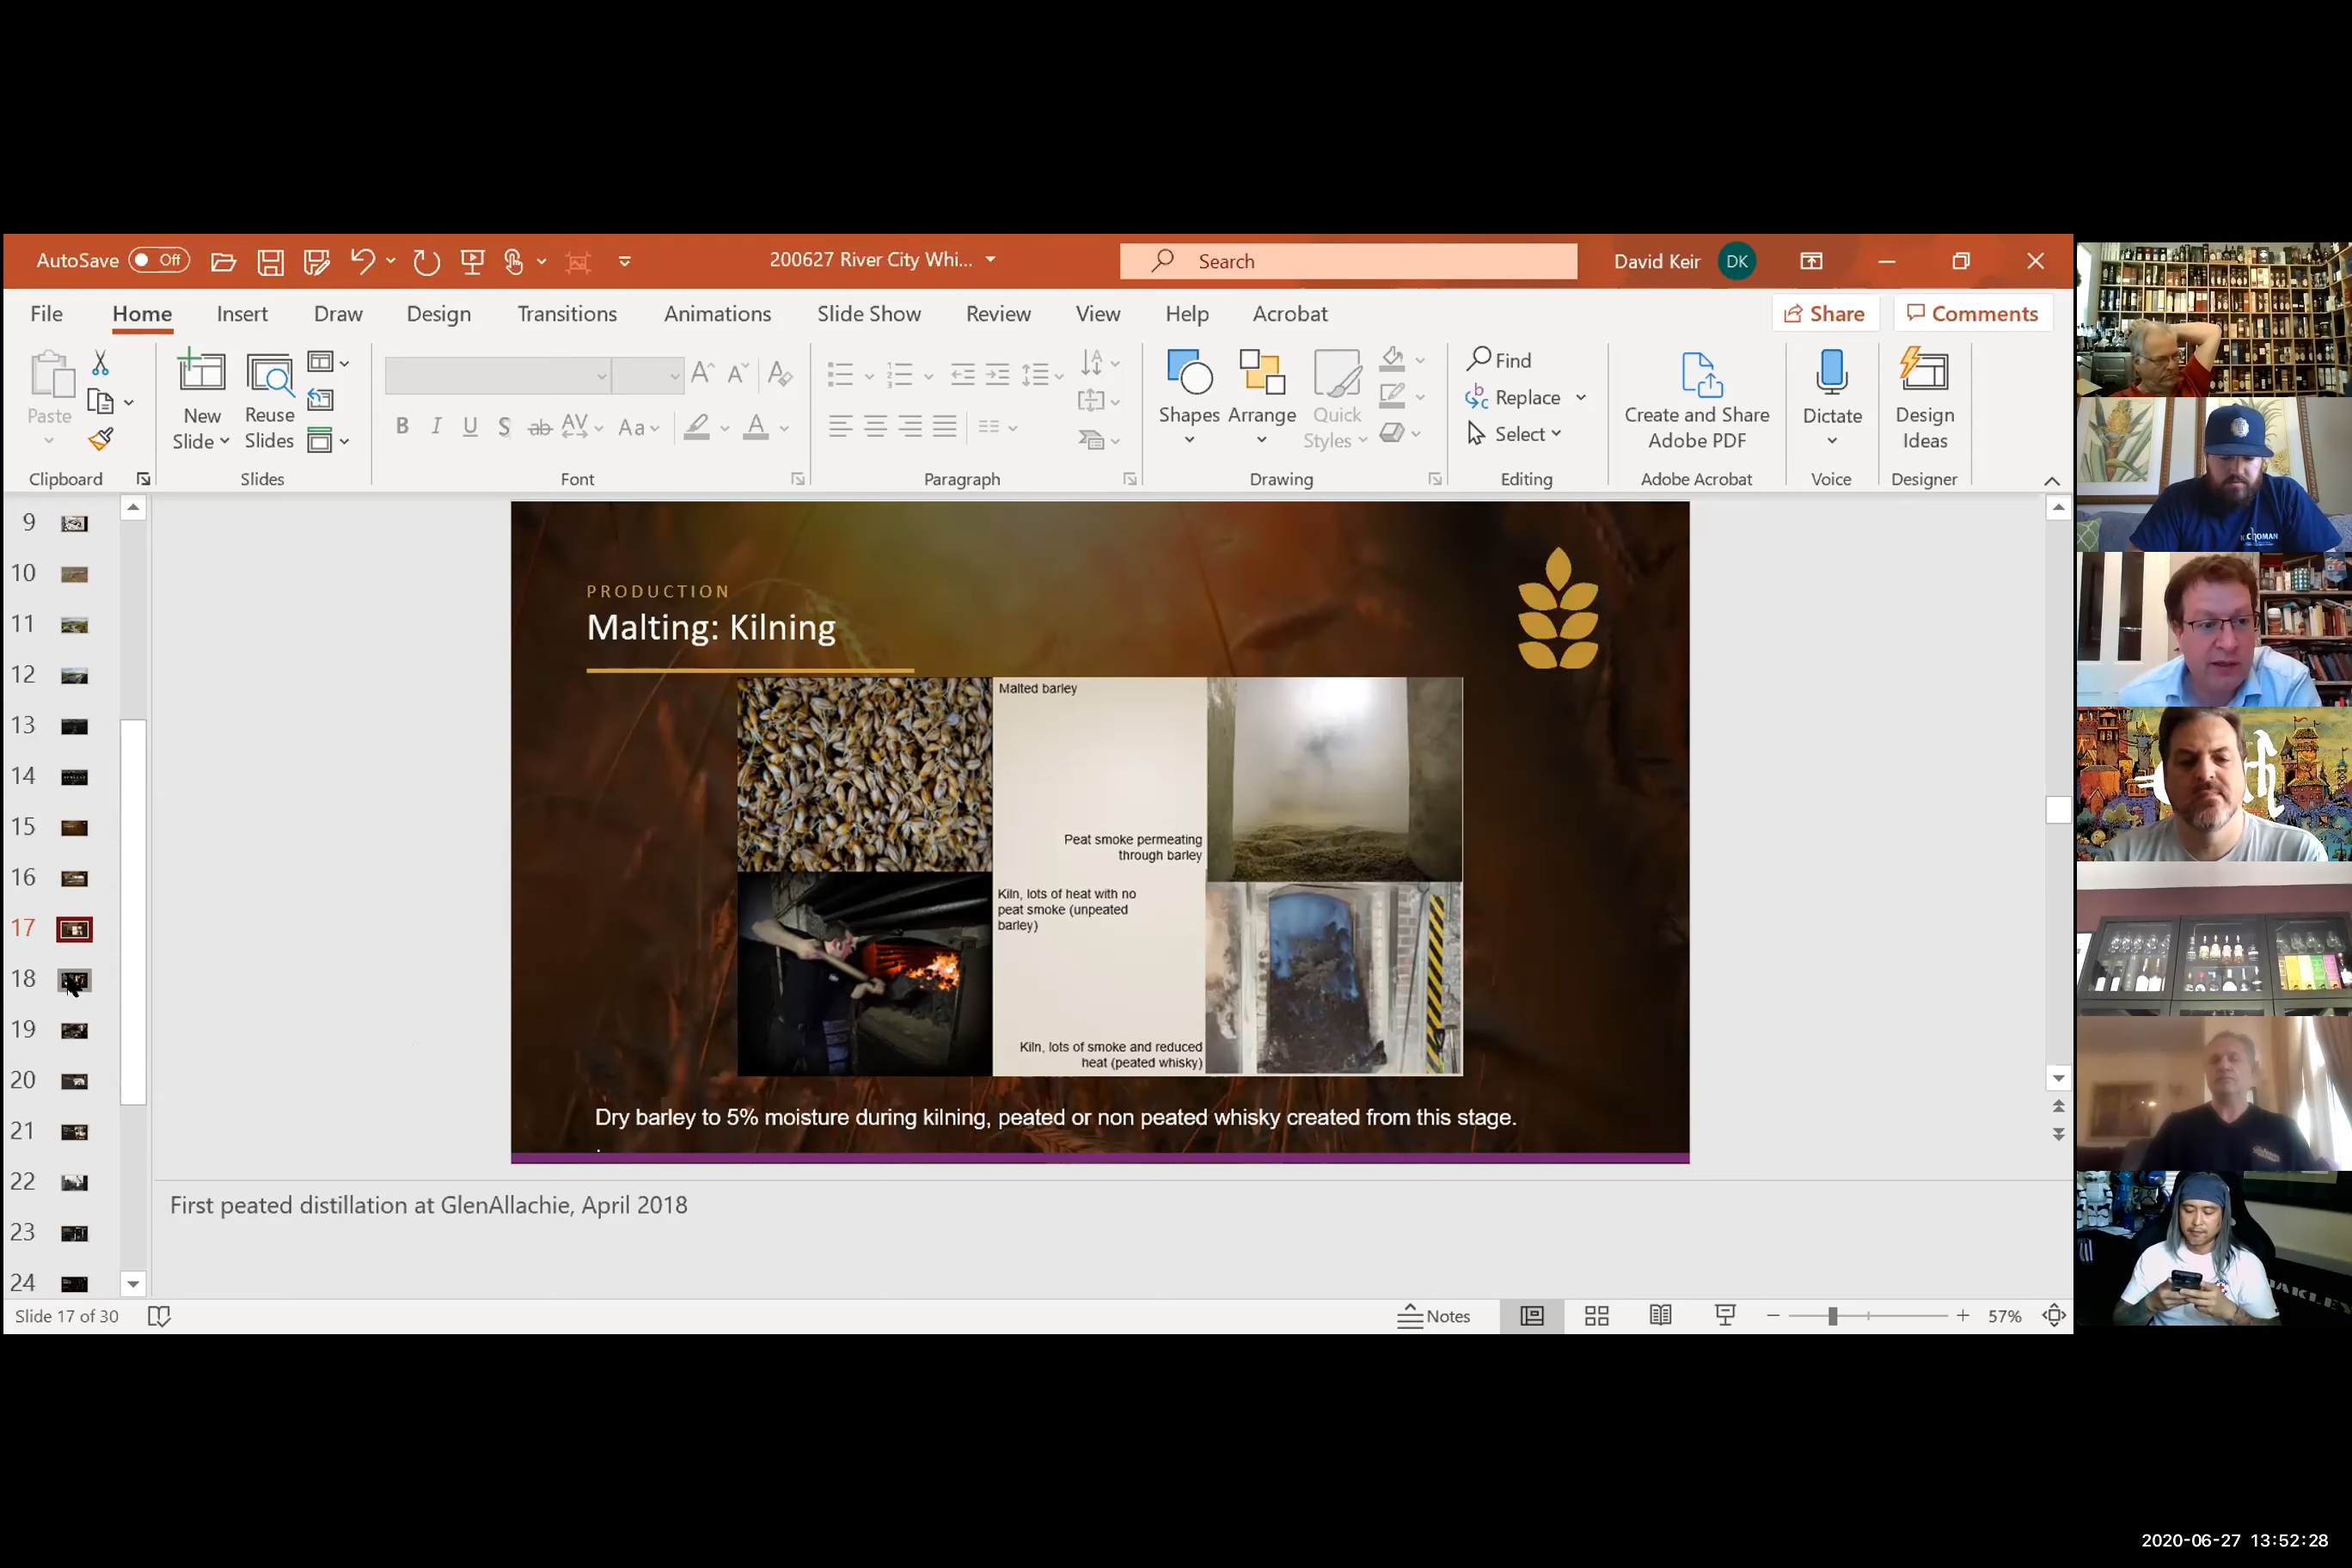 AutoSave Off 200627 River City Whi... Search David Keir DK
File Home Insert Draw Design Transitions Animations Slide Show Review View Help Acrobat Share Comments
Paste
New
Slide
Reuse
Slides
B I U S ab AV Aa A
Shapes Arrange Quick
Styles
Find
Replace
Select
Create and Share
Adobe PDF
Dictate
Design
Ideas
Clipboard Slides Font Paragraph Drawing Editing Adobe Acrobat Voice Designer
9
10
11
12
13
14
15
16
17
18
19
20
21
22
23
24
PRODUCTION
Malting: Kilning
Malted barley
Peat smoke permeating
through barley
Kiln, lots of heat with no
peat smoke (unpeated
barley)
Kiln, lots of smoke and reduced
heat (peated whisky)
Dry barley to 5% moisture during kilning, peated or non peated whisky created from this stage.
.
First peated distillation at GlenAllachie, April 2018
Slide 17 of 30 Notes 57%
2020-06-27 13:52:28